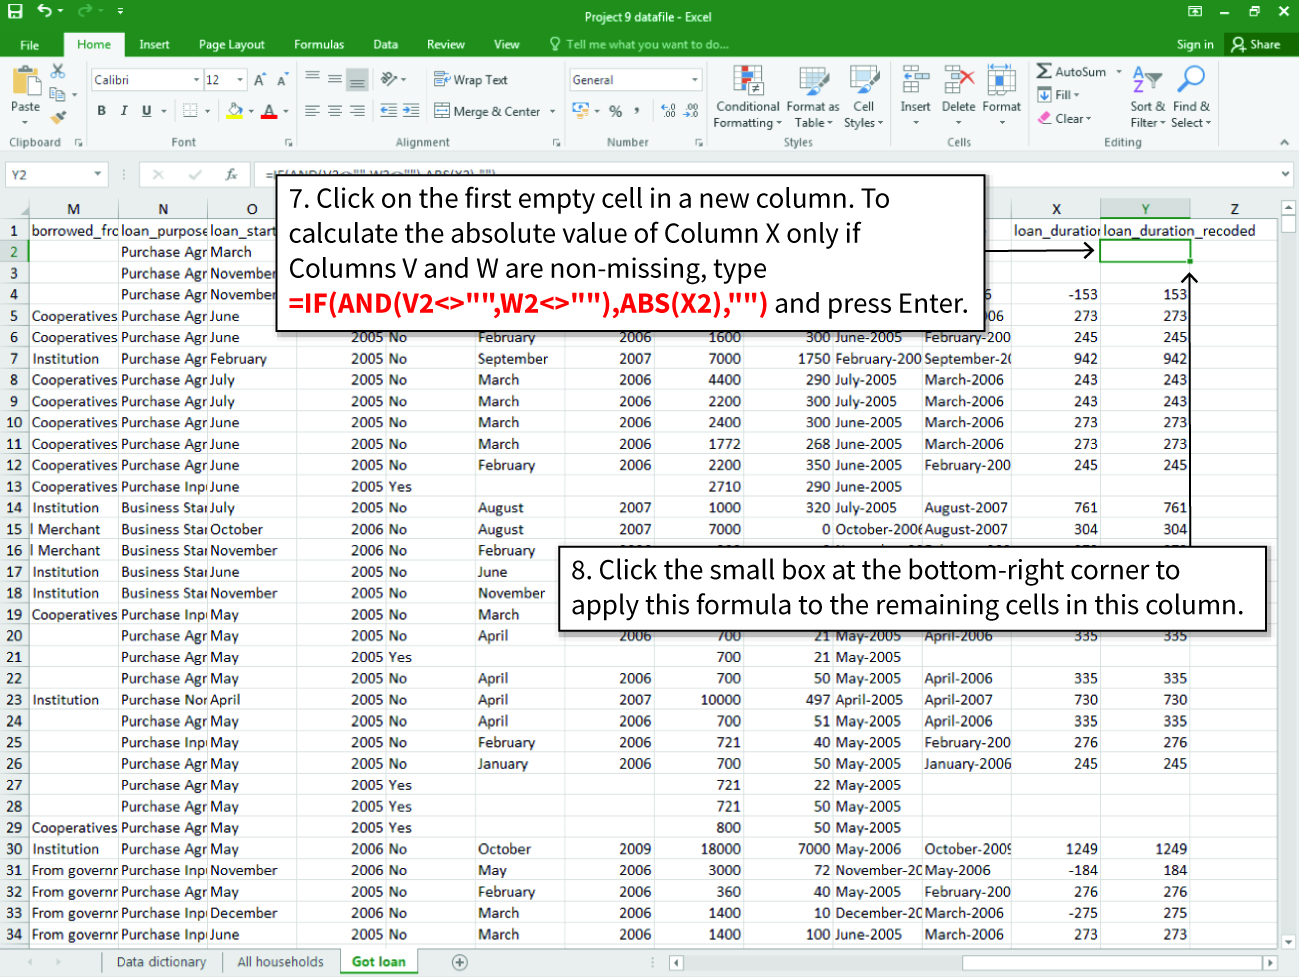 Project 9 datafile - Excel
File Home Insert Page Layout Formulas Data Review View Tell me what you want to do... Sign in Share
Paste
Calibri 12
B I U
Wrap Text
Merge & Center
General
%
Conditional Formatting Format as Table Cell Styles
Insert Delete Format
AutoSum
Fill
Clear
Sort & Filter Find & Select
Clipboard Font Alignment Number Styles Cells Editing
Y2 fx =IF(AND(V2<>"",W2<>""),ABS(X2),"")
7. Click on the first empty cell in a new column. To
calculate the absolute value of Column X only if
Columns V and W are non-missing, type
=IF(AND(V2<>"",W2<>""),ABS(X2),"") and press Enter.
M N O X Y Z
1 borrowed_frc loan_purpose loan_start loan_duration loan_duration_recoded
2 Purchase Agr March
3 Purchase Agr November
4 Purchase Agr November 6 -153 153
5 Cooperatives Purchase Agr June 06 273 273
6 Cooperatives Purchase Agr June 2005 No February 2006 1600 300 June-2005 February-200 245 245
7 Institution Purchase Agr February 2005 No September 2007 7000 1750 February-200 September-20 942 942
8 Cooperatives Purchase Agr July 2005 No March 2006 4400 290 July-2005 March-2006 243 243
9 Cooperatives Purchase Agr July 2005 No March 2006 2200 300 July-2005 March-2006 243 243
10 Cooperatives Purchase Agr June 2005 No March 2006 2400 300 June-2005 March-2006 273 273
11 Cooperatives Purchase Agr June 2005 No March 2006 1772 268 June-2005 March-2006 273 273
12 Cooperatives Purchase Agr June 2005 No February 2006 2200 350 June-2005 February-200 245 245
13 Cooperatives Purchase Inp June 2005 Yes 2710 290 June-2005
14 Institution Business Star July 2005 No August 2007 1000 320 July-2005 August-2007 761 761
15 l Merchant Business Star October 2006 No August 2007 7000 0 October-2006 August-2007 304 304
16 l Merchant Business Star November 2006 No February
17 Institution Business Star June 2005 No June
18 Institution Business Star November 2005 No November
19 Cooperatives Purchase Inp May 2005 No March
8. Click the small box at the bottom-right corner to
apply this formula to the remaining cells in this column.
20 Purchase Agr May 2005 No April 2006 700 21 May-2005 April-2006 335 335
21 Purchase Agr May 2005 Yes 700 21 May-2005
22 Purchase Agr May 2005 No April 2006 700 50 May-2005 April-2006 335 335
23 Institution Purchase Nor April 2005 No April 2007 10000 497 April-2005 April-2007 730 730
24 Purchase Agr May 2005 No April 2006 700 51 May-2005 April-2006 335 335
25 Purchase Inp May 2005 No February 2006 721 40 May-2005 February-200 276 276
26 Purchase Agr May 2005 No January 2006 700 50 May-2005 January-2006 245 245
27 Purchase Agr May 2005 Yes 721 22 May-2005
28 Purchase Agr May 2005 Yes 721 50 May-2005
29 Cooperatives Purchase Agr May 2005 Yes 800 50 May-2005
30 Institution Purchase Agr May 2006 No October 2009 18000 7000 May-2006 October-2009 1249 1249
31 From governr Purchase Inp November 2006 No May 2006 3000 72 November-20 May-2006 -184 184
32 From governr Purchase Agr May 2005 No February 2006 360 40 May-2005 February-200 276 276
33 From governr Purchase Inp December 2006 No March 2006 1400 10 December-20 March-2006 -275 275
34 From governr Purchase Inp June 2005 No March 2006 1400 100 June-2005 March-2006 273 273
Data dictionary All households Got loan